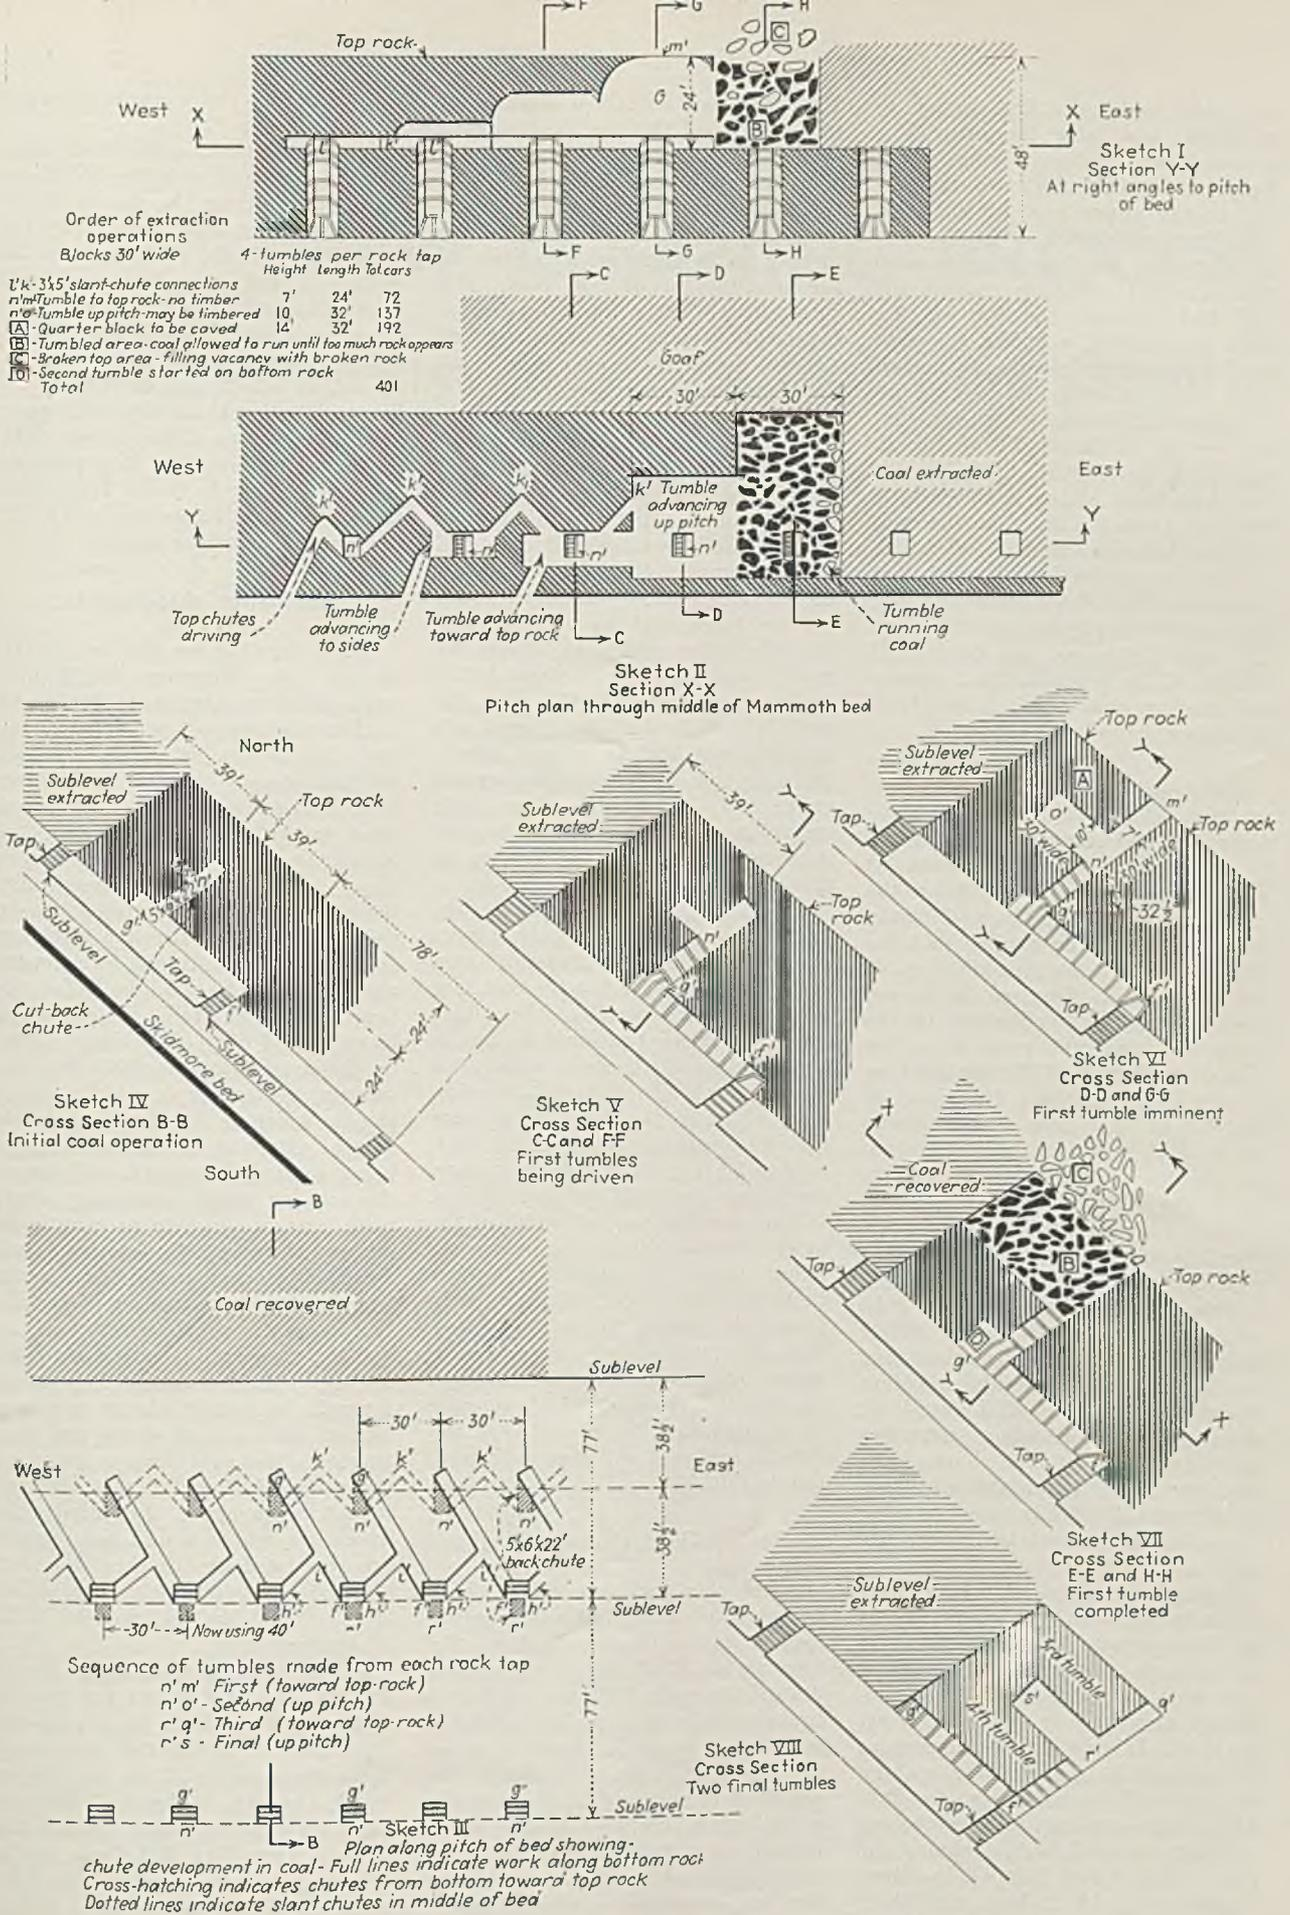 F
G
H
C
Top rock
m'
West
X
G
24'
B
X
East
48'
Sketch I
Section Y-Y
At right angles to pitch
of bed
F
G
H
Order of extraction
operations
Blocks 30' wide
4-tumbles per rock tap
Height Length Tot.cars
l'k-3'x5' slant-chute connections
n'm'-Tumble to top rock-no timber 7' 24' 72
n'o'-Tumble up pitch-may be timbered 10 32' 137
A-Quarter block to be caved 14' 32' 192
B-Tumbled area-coal allowed to run until too much rock appears
C-Broken top area-filling vacancy with broken rock
D-Second tumble started on bottom rock
Total 401
C
D
E
Goaf
30'
30'
West
East
k'
k'
k'
k' Tumble
advancing
up pitch
Coal extracted
Y
Y
n'
n'
n'
n'
Top chutes
driving
Tumble
advancing
to sides
Tumble advancing
toward top rock
C
D
E
Tumble
running
coal
Sketch II
Section X-X
Pitch plan through middle of Mammoth bed
North
39'
Top rock
39'
Sublevel
extracted
Tap
n'
g'
Sublevel
Tap
f'
78'
24'
24'
Cut-back
chute
Skidmore bed
Sublevel
Sketch IV
Cross Section B-B
Initial coal operation
South
39'
Y
Sublevel
extracted
Top
rock
n'
g'
Y
Sketch V
Cross
Section
C-C and F-F
First tumbles
being driven
Top rock
Y
Sublevel
extracted
A
m'
Tap
o'
Top rock
30' wide
10'
7'
n'
30' wide
g'
32½
Y
Tap
f'
Sketch VI
Cross Section
D-D and G-G
First tumble imminent
X
Y
Coal
recovered
C
B
Tap
Top rock
D
g'
Y
X
Tap
Sketch VII
Cross Section
E-E and H-H
First tumble
completed
B
Coal recovered
Sublevel
30'
30'
77'
38½'
West
k'
k'
k'
East
g'
g'
n'
n'
n'
n'
5'x6'x22'
back chute
38½'
l
l
l
h'
f'
h'
f'
h'
f'
h'
Sublevel
30'
Now using 40'
r'
r'
Sequence of tumbles made from each rock tap
n' m' First (toward top-rock)
n' o'- Second (up pitch)
r' q'- Third (toward top-rock)
r' s - Final (up pitch)
77'
g'
g'
g'
n'
n'
n'
Sublevel
B
Sketch III
Plan along pitch of bed showing-
chute development in coal- Full lines indicate work along bottom rock
Cross-hatching indicates chutes from bottom toward top rock
Dotted lines indicate slant chutes in middle of bed
Sublevel
extracted
Tap
3rd tumble
s'
q'
g'
4th tumble
r'
Tap
f'
Sketch VIII
Cross Section
Two final tumbles